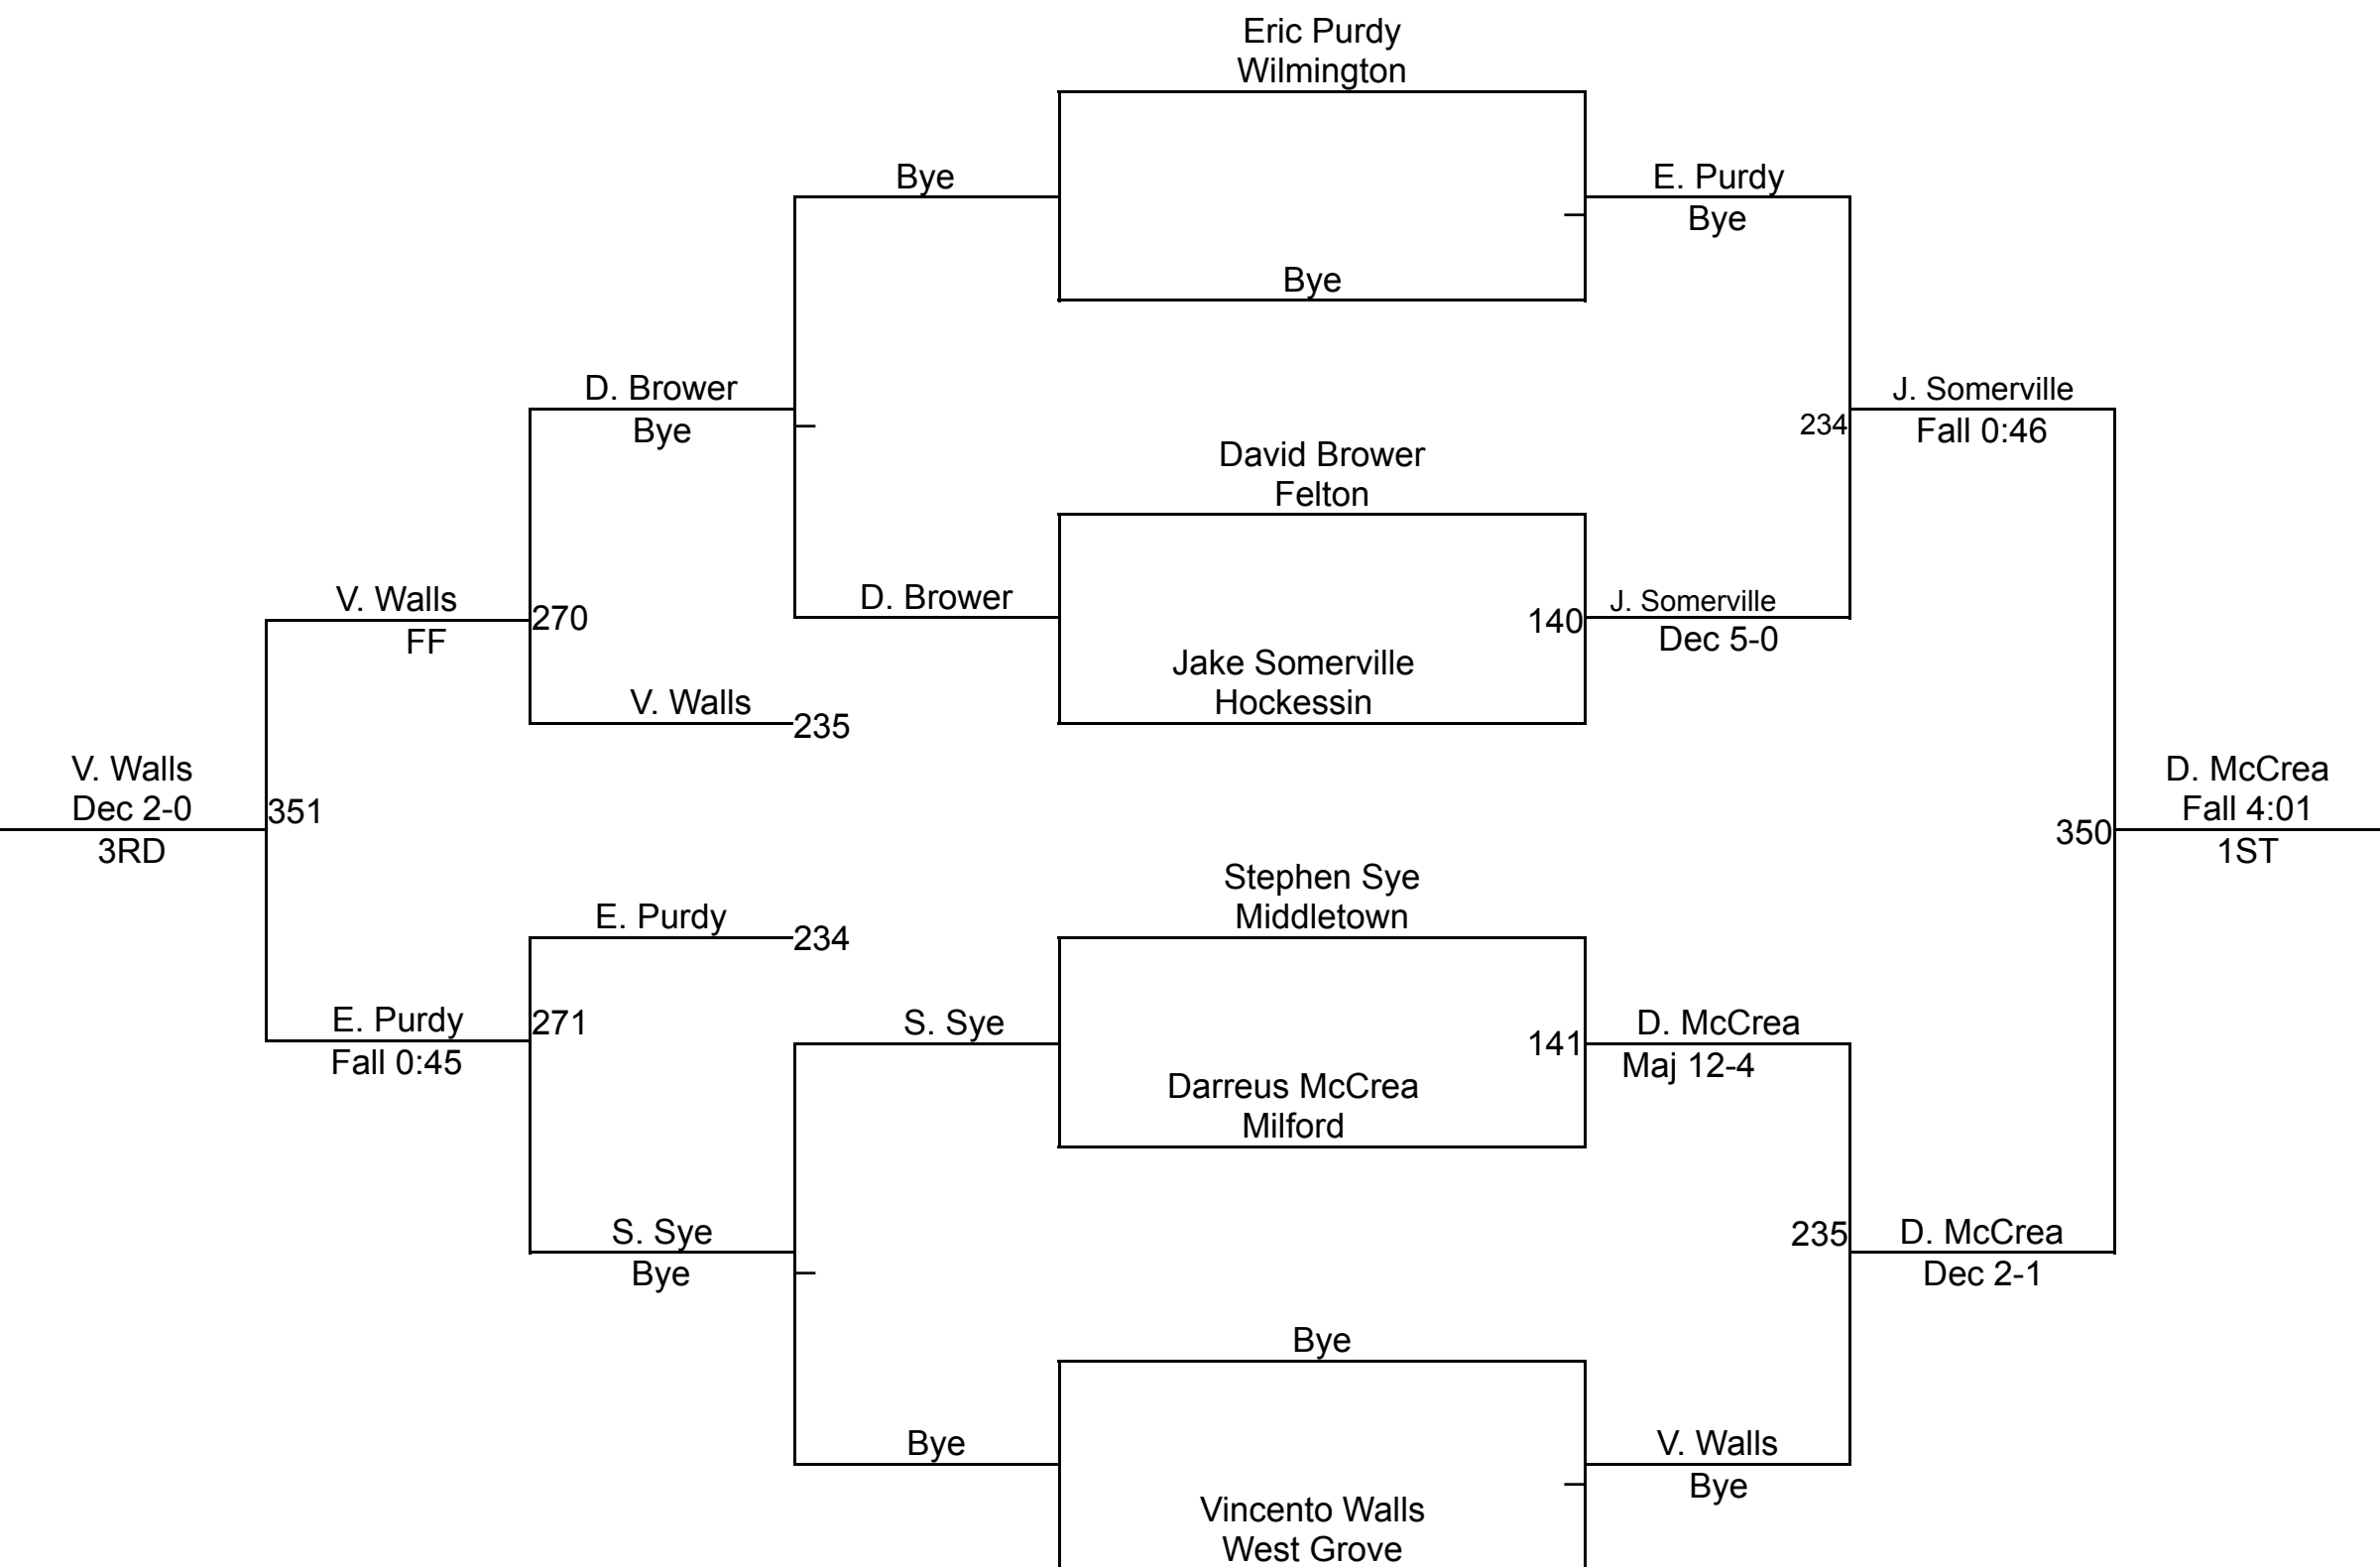 Eric Purdy
Wilmington
Bye
E. Purdy
Bye
Bye
D. Brower
Bye
J. Somerville
234
Fall 0:46
David Brower
Felton
V. Walls
FF
270
D. Brower
140
J. Somerville
Dec 5-0
Jake Somerville
Hockessin
V. Walls
235
V. Walls
Dec 2-0
3RD
351
D. McCrea
Fall 4:01
1ST
350
Stephen Sye
Middletown
E. Purdy
234
E. Purdy
Fall 0:45
271
S. Sye
141
D. McCrea
Maj 12-4
Darreus McCrea
Milford
S. Sye
Bye
235
D. McCrea
Dec 2-1
Bye
Bye
V. Walls
Bye
Vincento Walls
West Grove